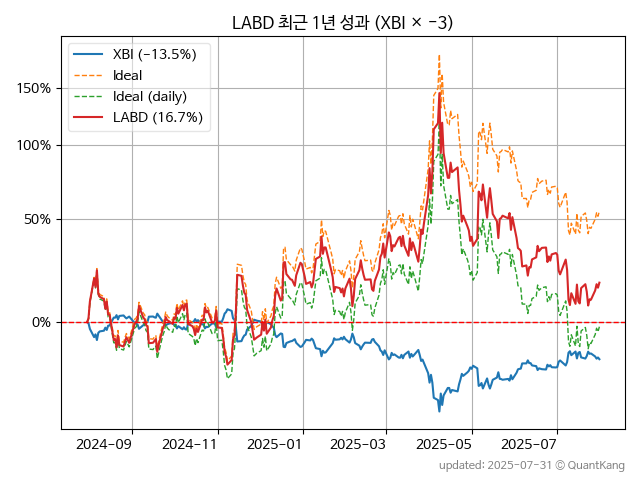 LABD 최근 1년 성과 (XBI × −3)
XBI (−13.5%)
Ideal
Ideal (daily)
LABD (16.7%)
150%
100%
50%
0%
2024−09
2024−11
2025−01
2025−03
2025−05
2025−07
updated: 2025-07-31 © QuantKang